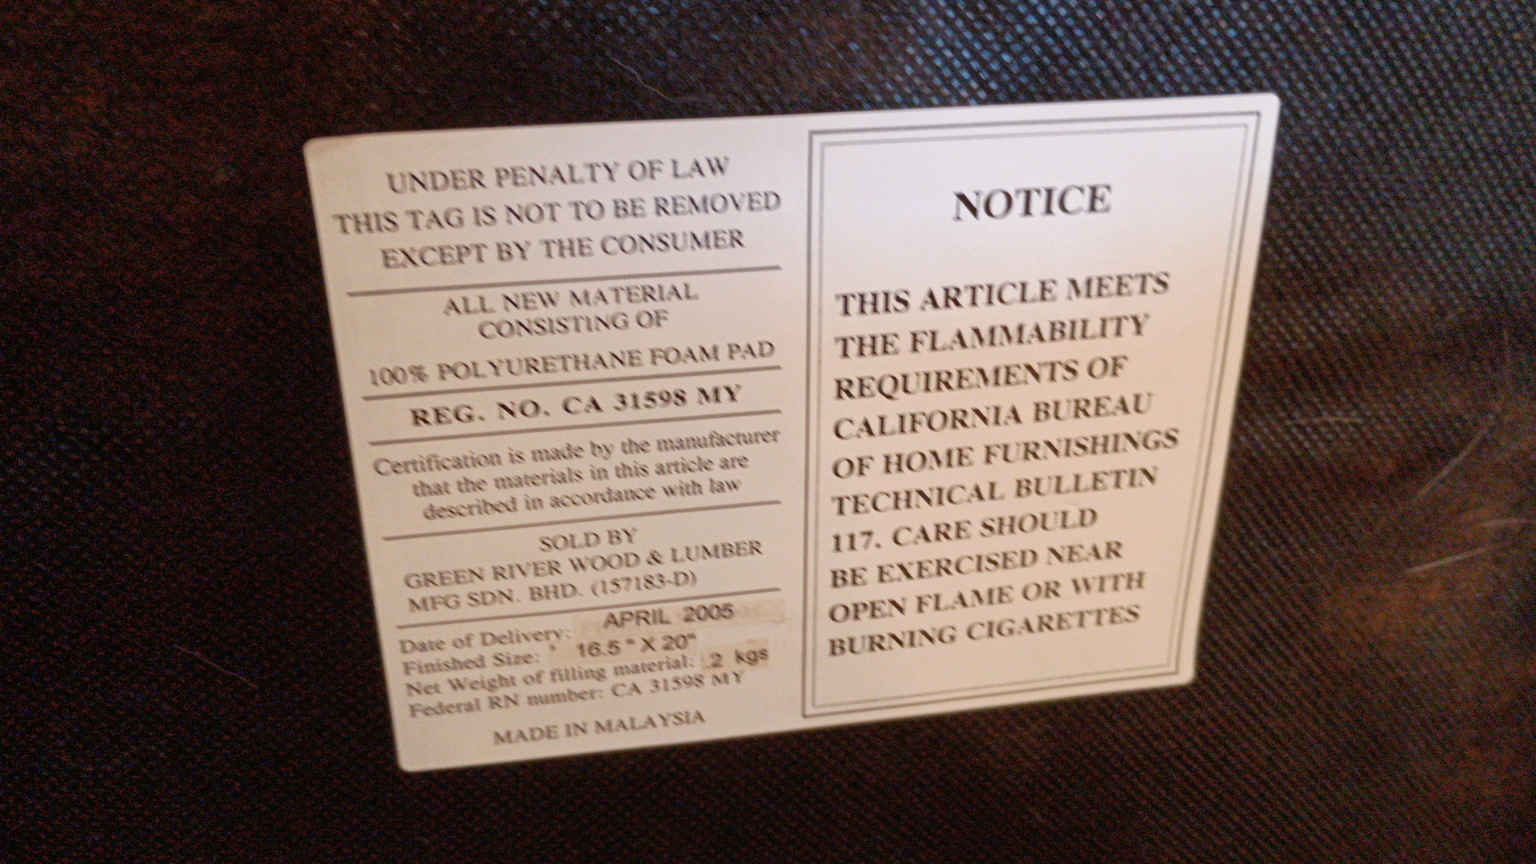 UNDER PENALTY OF LAW
THIS TAG IS NOT TO BE REMOVED
EXCEPT BY THE CONSUMER
ALL NEW MATERIAL
CONSISTING OF
100% POLYURETHANE FOAM PAD
REG. NO. CA 31598 MY
Certification is made by the manufacturer
that the materials in this article are
described in accordance with law
SOLD BY
GREEN RIVER WOOD & LUMBER
MFG SDN. BHD. (157183-D)
Date of Delivery: APRIL 2005
Finished Size: 16.5 " X 20"
Net Weight of filling material: .2 kgs
Federal RN number: CA 31598 MY
MADE IN MALAYSIA
NOTICE
THIS ARTICLE MEETS
THE FLAMMABILITY
REQUIREMENTS OF
CALIFORNIA BUREAU
OF HOME FURNISHINGS
TECHNICAL BULLETIN
117. CARE SHOULD
BE EXERCISED NEAR
OPEN FLAME OR WITH
BURNING CIGARETTES